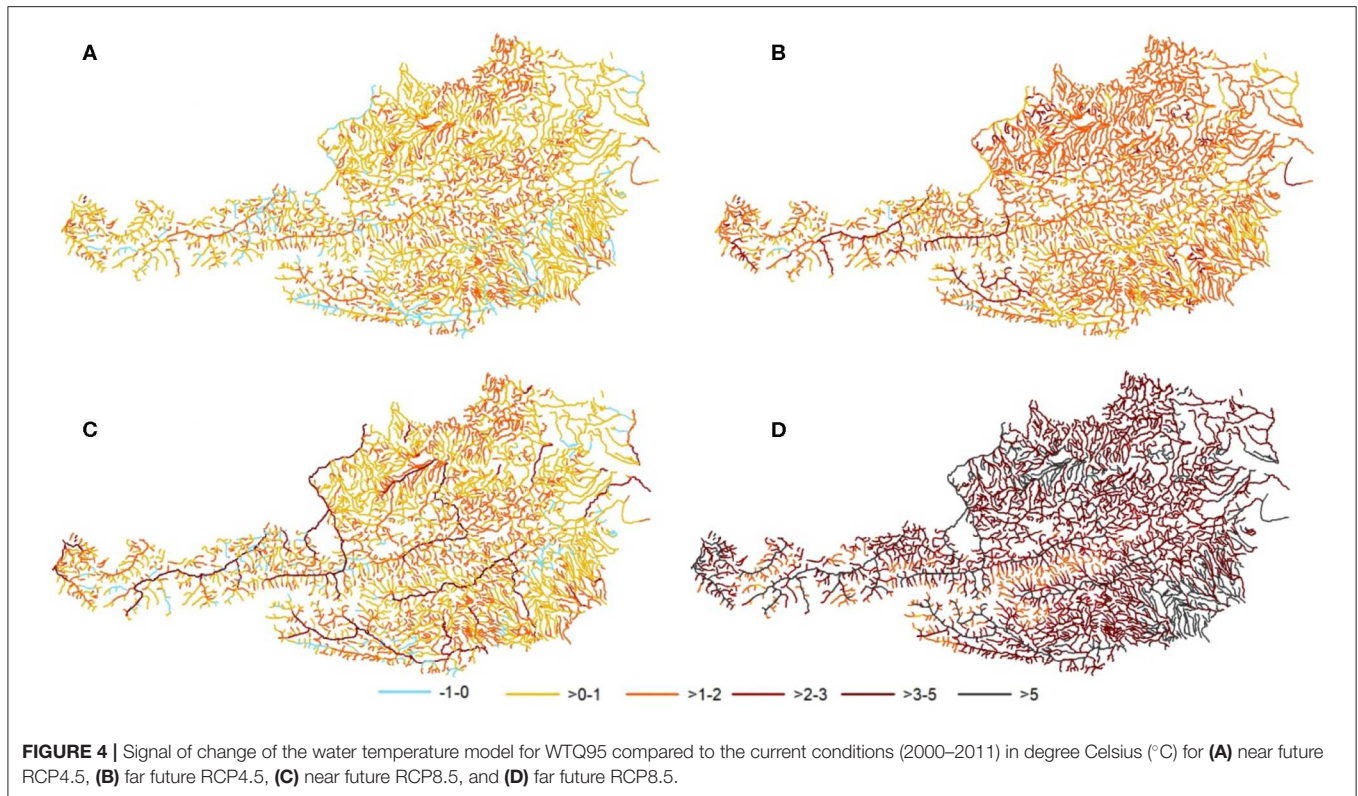 A
B
C
D
-1-0 >0-1 >1-2 >2-3 >3-5 >5
FIGURE 4 | Signal of change of the water temperature model for WTQ95 compared to the current conditions (2000–2011) in degree Celsius (°C) for (A) near future
RCP4.5, (B) far future RCP4.5, (C) near future RCP8.5, and (D) far future RCP8.5.